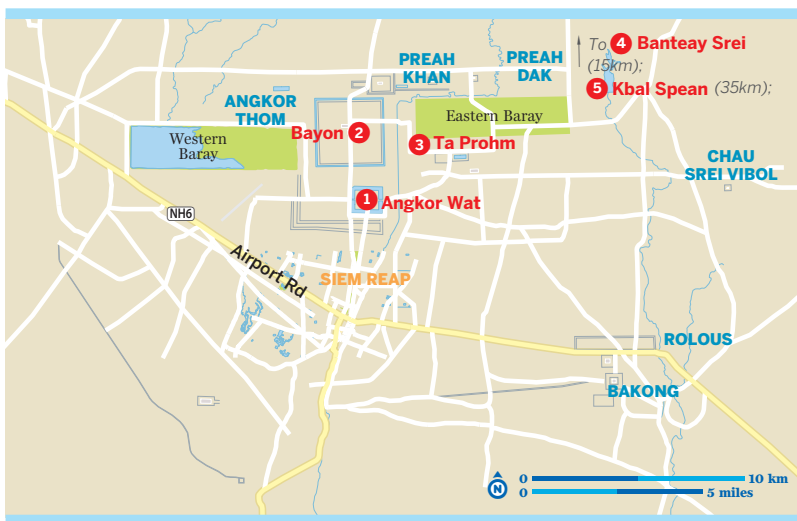 To 4 Banteay Srei
(15km);
5 Kbal Spean (35km);
PREAH
KHAN
PREAH
DAK
ANGKOR
THOM
Eastern Baray
Western
Baray
Bayon 2
3 Ta Prohm
CHAU
SREI VIBOL
1 Angkor Wat
NH6
Airport Rd
SIEM REAP
ROLOUS
BAKONG
N
0 10 km
0 5 miles